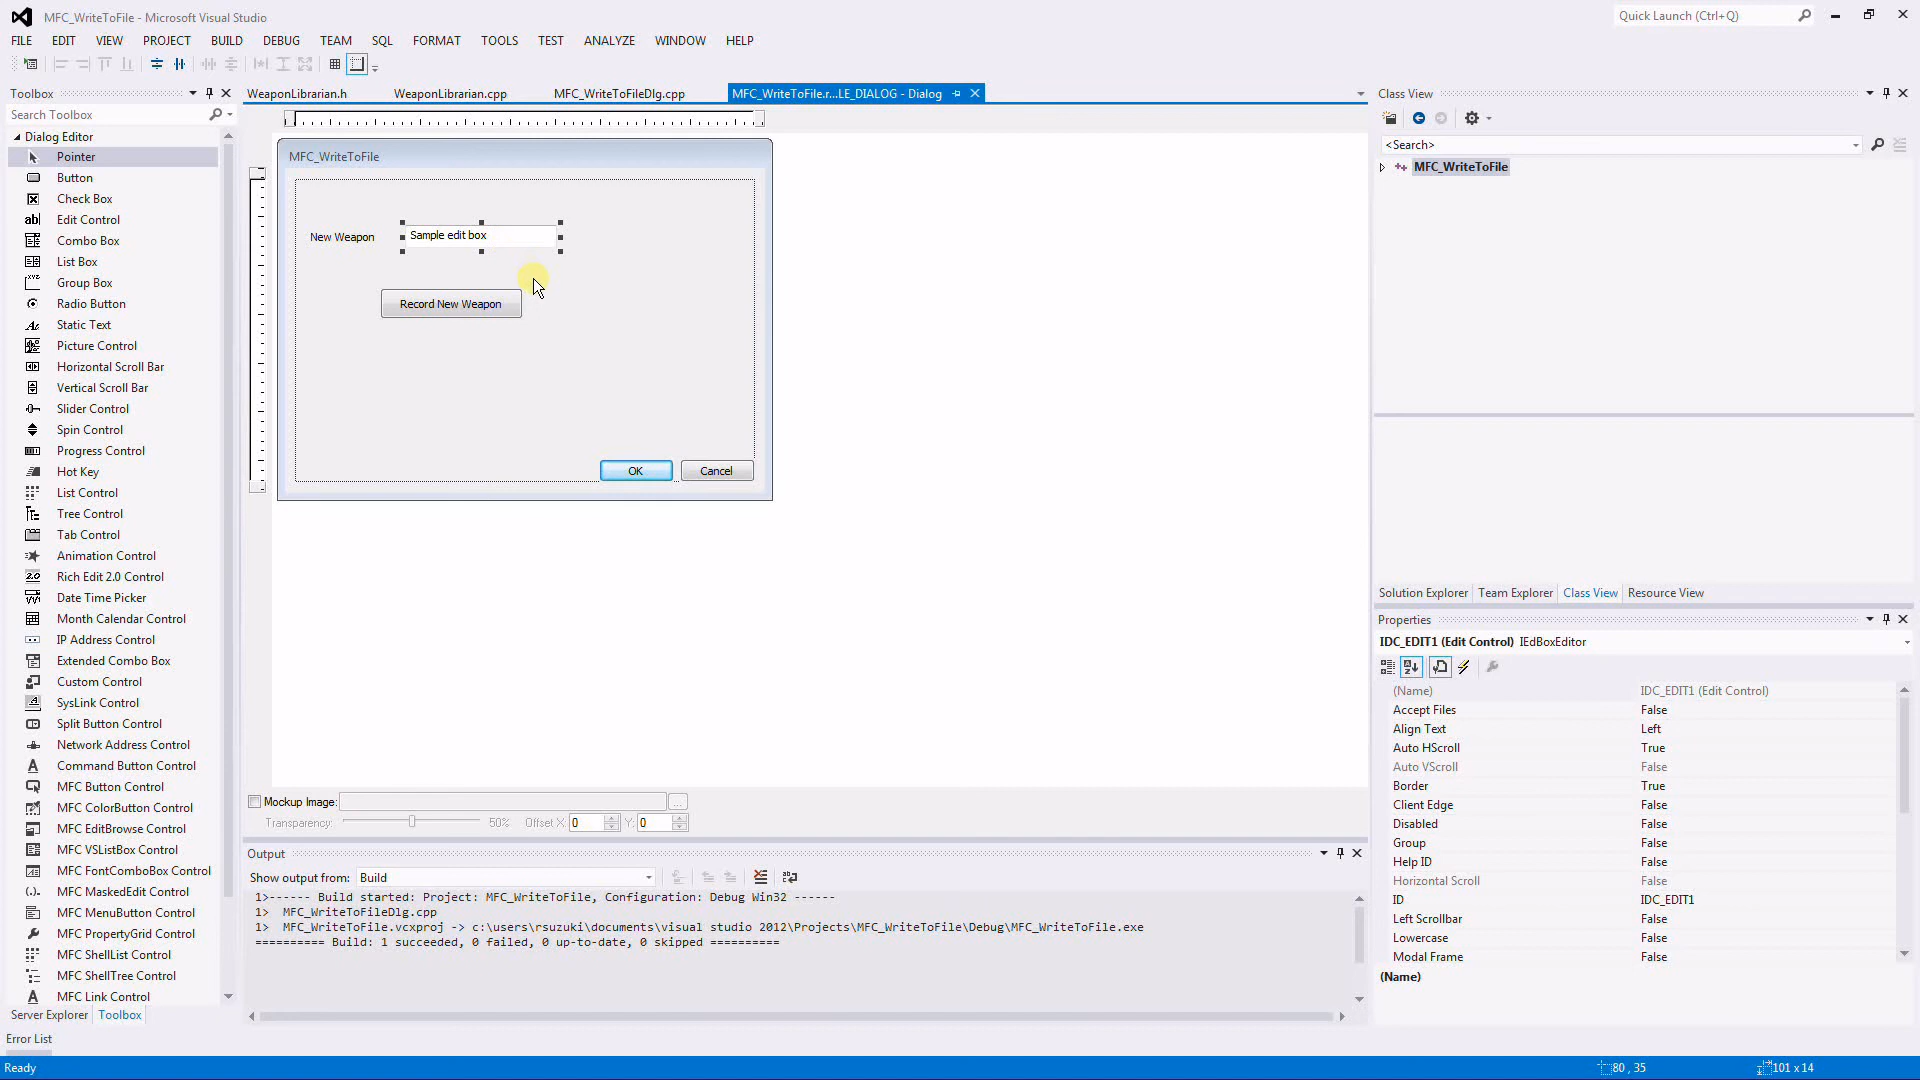 MFC_WriteToFile - Microsoft Visual Studio
Quick Launch (Ctrl+Q)
FILE EDIT VIEW PROJECT BUILD DEBUG TEAM SQL FORMAT TOOLS TEST ANALYZE WINDOW HELP
Toolbox
Search Toolbox
Dialog Editor
Pointer
Button
Check Box
Edit Control
Combo Box
List Box
Group Box
Radio Button
Static Text
Picture Control
Horizontal Scroll Bar
Vertical Scroll Bar
Slider Control
Spin Control
Progress Control
Hot Key
List Control
Tree Control
Tab Control
Animation Control
Rich Edit 2.0 Control
Date Time Picker
Month Calendar Control
IP Address Control
Extended Combo Box
Custom Control
SysLink Control
Split Button Control
Network Address Control
Command Button Control
MFC Button Control
MFC ColorButton Control
MFC EditBrowse Control
MFC VSListBox Control
MFC FontComboBox Control
MFC MaskedEdit Control
MFC MenuButton Control
MFC PropertyGrid Control
MFC ShellList Control
MFC ShellTree Control
MFC Link Control
Server Explorer Toolbox
WeaponLibrarian.h WeaponLibrarian.cpp MFC_WriteToFileDlg.cpp MFC_WriteToFile.r...LE_DIALOG - Dialog
MFC_WriteToFile
New Weapon Sample edit box
Record New Weapon
OK Cancel
Mockup Image: ...
Transparency: 50% Offset X: 0 Y: 0
Output
Show output from: Build
1>------ Build started: Project: MFC_WriteToFile, Configuration: Debug Win32 ------
1>  MFC_WriteToFileDlg.cpp
1>  MFC_WriteToFile.vcxproj -> c:\users\rsuzuki\documents\visual studio 2012\Projects\MFC_WriteToFile\Debug\MFC_WriteToFile.exe
========== Build: 1 succeeded, 0 failed, 0 up-to-date, 0 skipped ==========
Class View
<Search>
MFC_WriteToFile
Solution Explorer Team Explorer Class View Resource View
Properties
IDC_EDIT1 (Edit Control) IEdBoxEditor
(Name) IDC_EDIT1 (Edit Control)
Accept Files False
Align Text Left
Auto HScroll True
Auto VScroll False
Border True
Client Edge False
Disabled False
Group False
Help ID False
Horizontal Scroll False
ID IDC_EDIT1
Left Scrollbar False
Lowercase False
Modal Frame False
(Name)
Error List
Ready 80 , 35 101 x 14